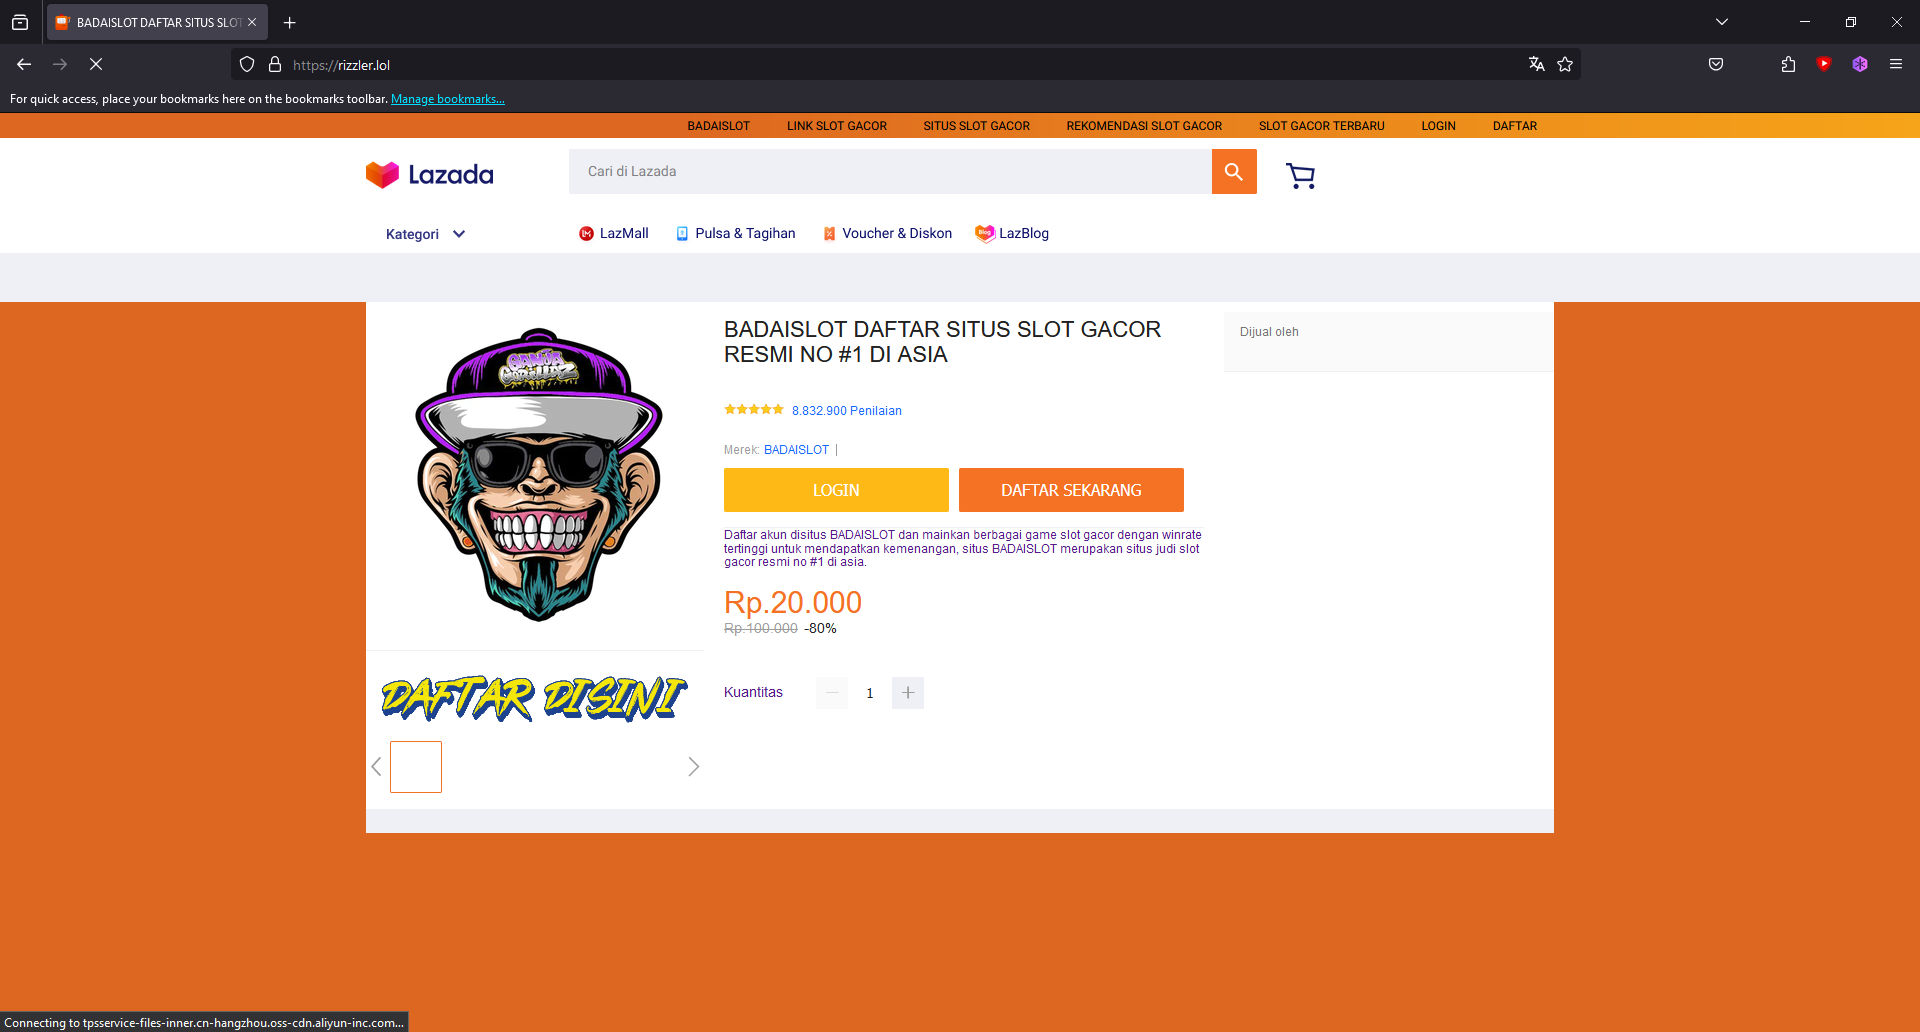 BADAISLOT DAFTAR SITUS SLOT
https://rizzler.lol
For quick access, place your bookmarks here on the bookmarks toolbar. Manage bookmarks...
BADAISLOT LINK SLOT GACOR SITUS SLOT GACOR REKOMENDASI SLOT GACOR SLOT GACOR TERBARU LOGIN DAFTAR
Lazada
Cari di Lazada
Kategori
LazMall Pulsa & Tagihan Voucher & Diskon LazBlog
GANJA
GORILLAZ
BADAISLOT DAFTAR SITUS SLOT GACOR
RESMI NO #1 DI ASIA
Dijual oleh
8.832.900 Penilaian
Merek: BADAISLOT |
LOGIN DAFTAR SEKARANG
Daftar akun disitus BADAISLOT dan mainkan berbagai game slot gacor dengan winrate
tertinggi untuk mendapatkan kemenangan, situs BADAISLOT merupakan situs judi slot
gacor resmi no #1 di asia.
Rp.20.000
Rp.100.000 -80%
DAFTAR DISINI
Kuantitas 1
Connecting to tpsservice-files-inner.cn-hangzhou.oss-cdn.aliyun-inc.com...